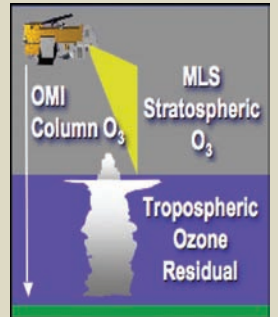 OMI
Column O₃
MLS
Stratospheric
O₃
Tropospheric
Ozone
Residual